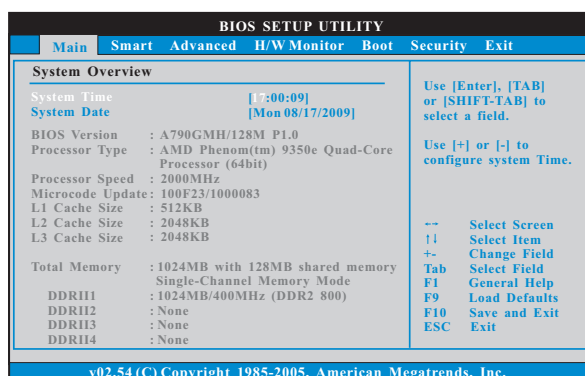 BIOS SETUP UTILITY
Main Smart Advanced H/W Monitor Boot Security Exit
System Overview
System Time [17:00:09]
System Date [Mon 08/17/2009]
BIOS Version : A790GMH/128M P1.0
Processor Type : AMD Phenom(tm) 9350e Quad-Core
Processor (64bit)
Processor Speed : 2000MHz
Microcode Update : 100F23/1000083
L1 Cache Size : 512KB
L2 Cache Size : 2048KB
L3 Cache Size : 2048KB
Total Memory : 1024MB with 128MB shared memory
Single-Channel Memory Mode
DDRII1 : 1024MB/400MHz (DDR2 800)
DDRII2 : None
DDRII3 : None
DDRII4 : None
Use [Enter], [TAB]
or [SHIFT-TAB] to
select a field.
Use [+] or [-] to
configure system Time.
←→ Select Screen
↑↓ Select Item
+- Change Field
Tab Select Field
F1 General Help
F9 Load Defaults
F10 Save and Exit
ESC Exit
v02.54 (C) Copyright 1985-2005, American Megatrends, Inc.